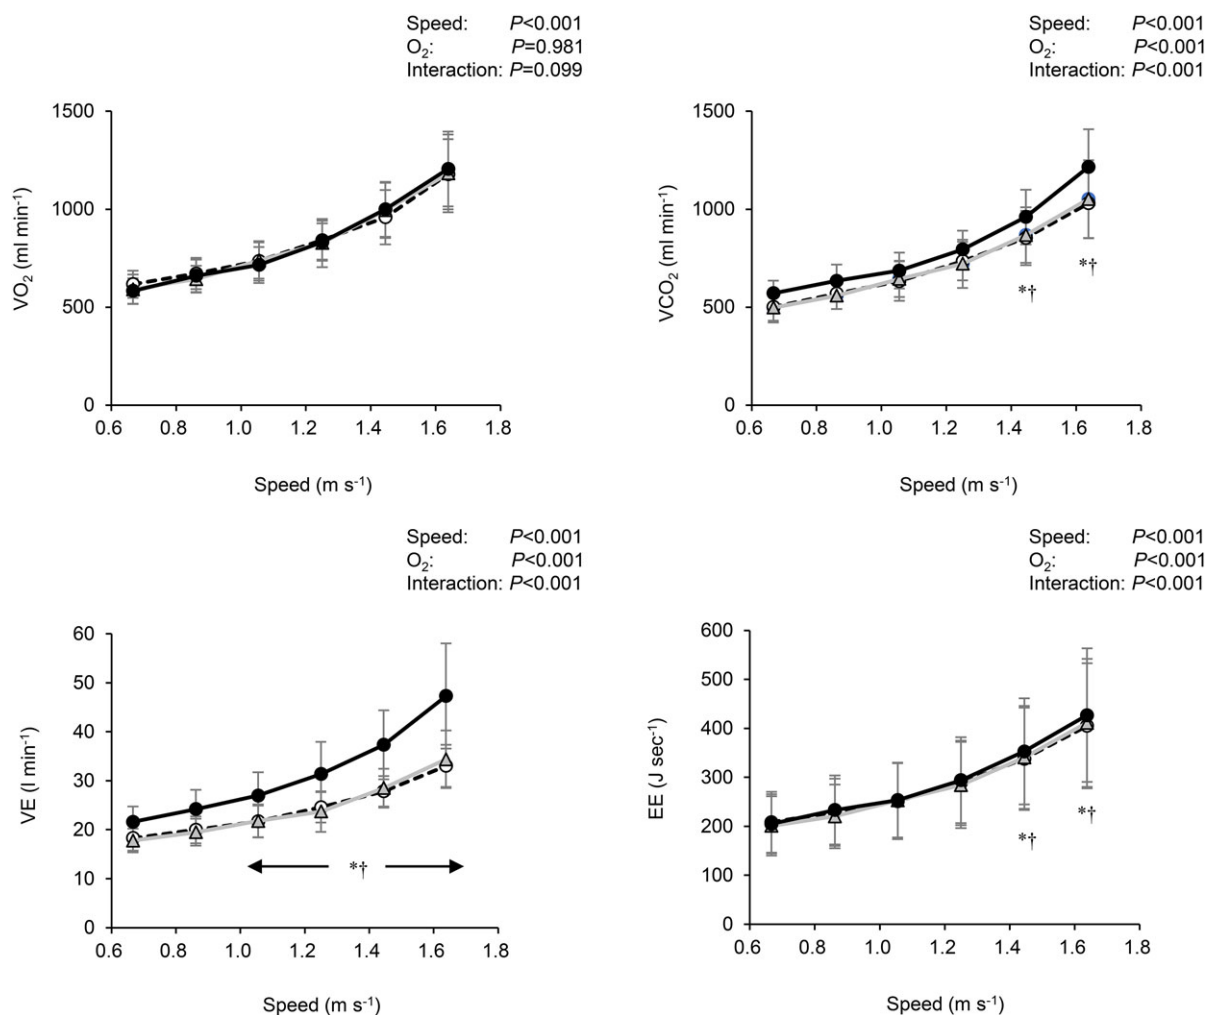 Speed: P<0.001
O₂: P=0.981
Interaction: P=0.099
1500
1000
500
0
VO₂ (ml min⁻¹)
0.6 0.8 1.0 1.2 1.4 1.6 1.8
Speed (m s⁻¹)
Speed: P<0.001
O₂: P<0.001
Interaction: P<0.001
1500
1000
500
0
VCO₂ (ml min⁻¹)
*†
*†
0.6 0.8 1.0 1.2 1.4 1.6 1.8
Speed (m s⁻¹)
Speed: P<0.001
O₂: P<0.001
Interaction: P<0.001
60
50
40
30
20
10
0
VE (l min⁻¹)
*†
0.6 0.8 1.0 1.2 1.4 1.6 1.8
Speed (m s⁻¹)
Speed: P<0.001
O₂: P<0.001
Interaction: P<0.001
600
500
400
300
200
100
0
EE (J sec⁻¹)
*†
*†
0.6 0.8 1.0 1.2 1.4 1.6 1.8
Speed (m s⁻¹)